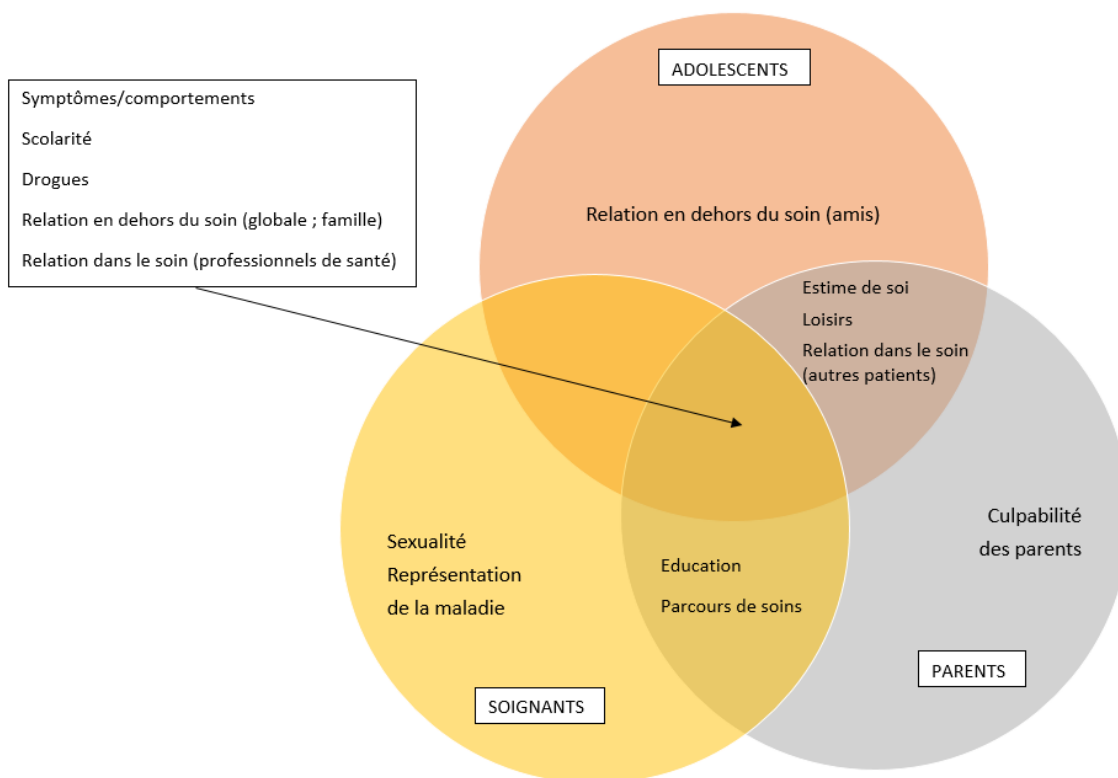 ADOLESCENTS
Symptômes/comportements
Scolarité
Drogues
Relation en dehors du soin (globale ; famille)
Relation dans le soin (professionnels de santé)
Relation en dehors du soin (amis)
Estime de soi
Loisirs
Relation dans le soin
(autres patients)
Culpabilité
des parents
Sexualité
Représentation
de la maladie
Education
Parcours de soins
PARENTS
SOIGNANTS